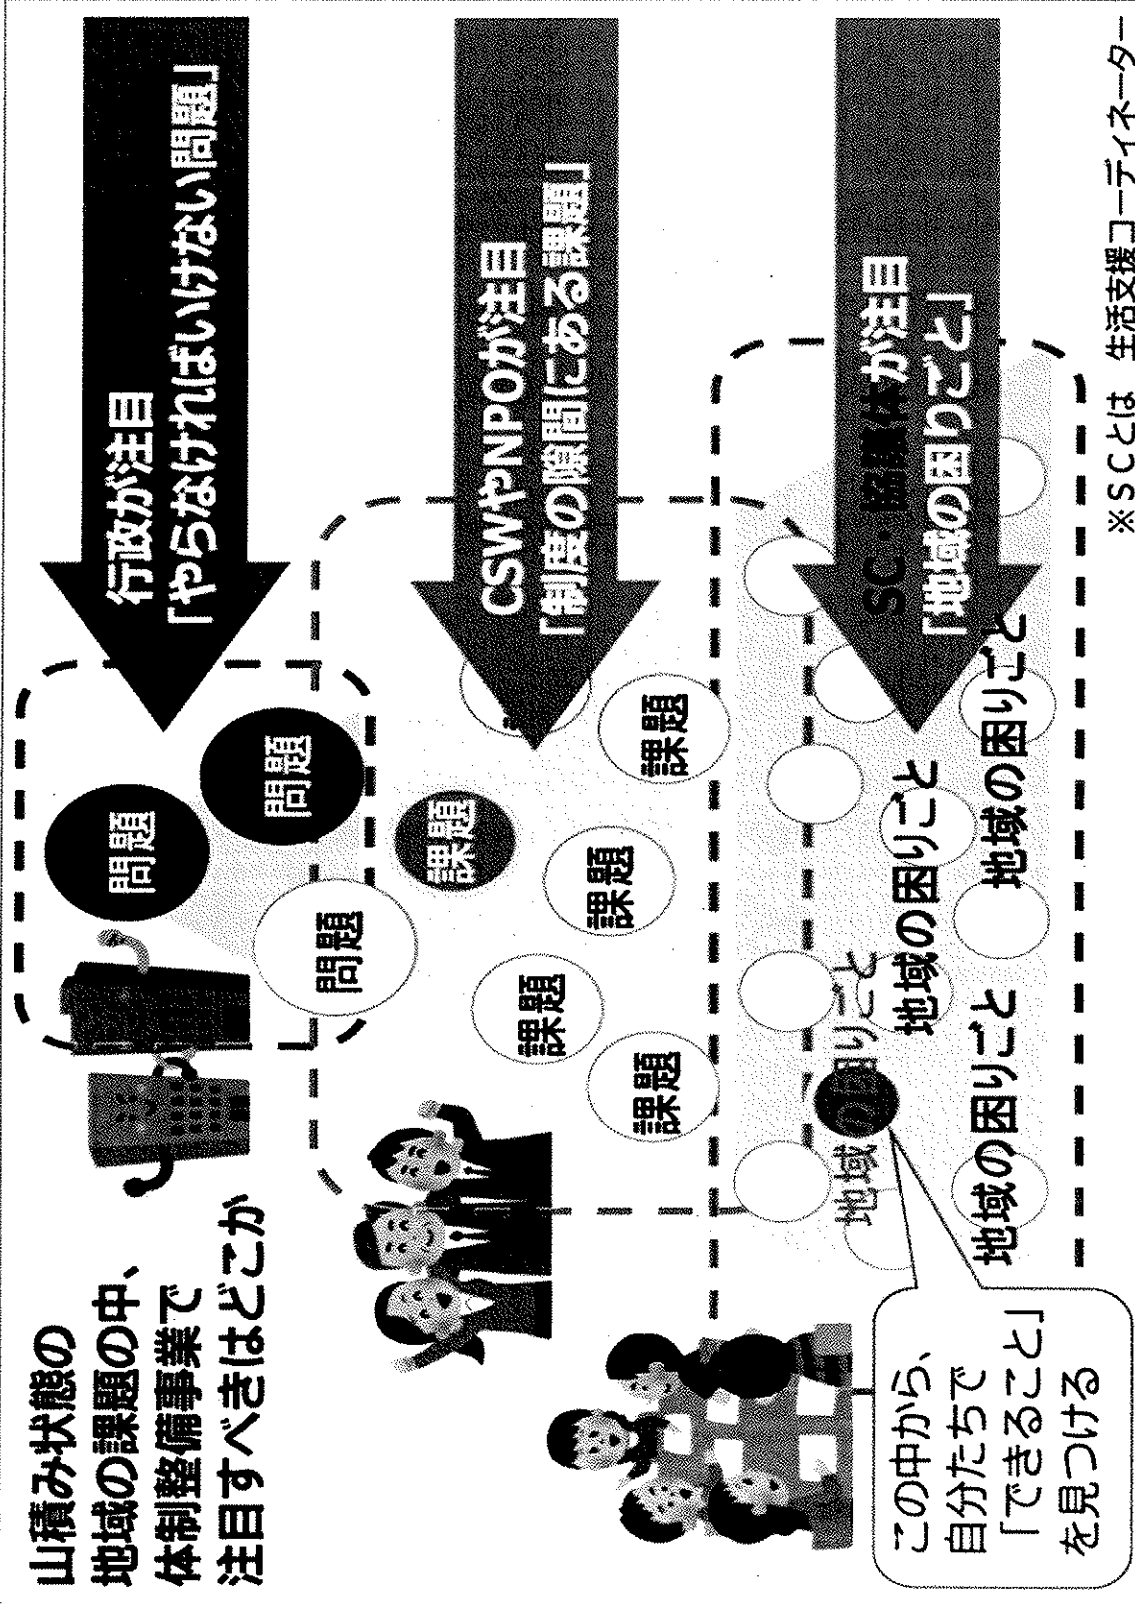 山積み状態の
地域の課題の中、
体制整備事業で
注目すべきはどこか
行政が注目
「やらなければいけない問題」
問題
問題
問題
CSWやNPOが注目
「制度の陰間にある課題」
課題
課題
課題
課題
課題
SC・協議体が注目
「地域の困りごと」
地域の困りごと
地域の困りごと
地域の困りごと
地域の困りごと
この中から、
自分たちで
「できること」
を見つける
※SCとは 生活支援コーディネーター